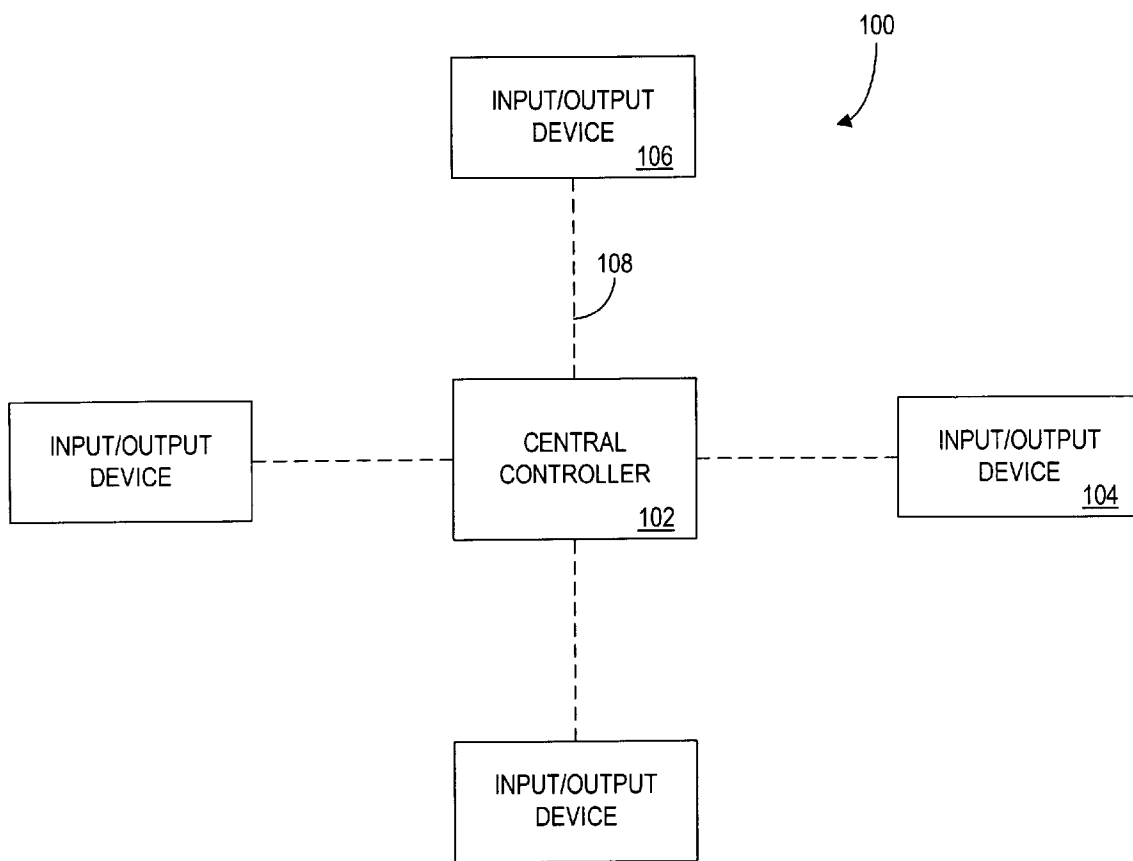 100
INPUT/OUTPUT
DEVICE
106
108
INPUT/OUTPUT
DEVICE
CENTRAL
CONTROLLER
102
INPUT/OUTPUT
DEVICE
104
INPUT/OUTPUT
DEVICE